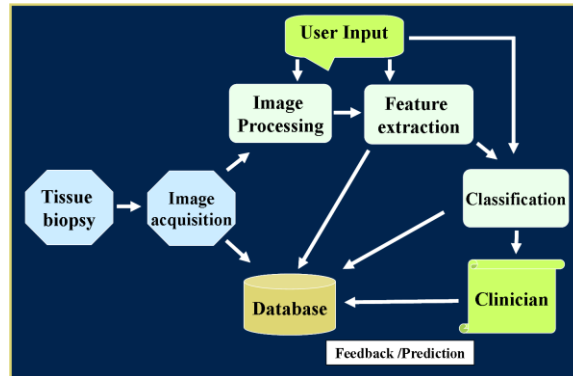 User Input
Image
Processing
Feature
extraction
Tissue
biopsy
Image
acquisition
Classification
Database
Clinician
Feedback /Prediction